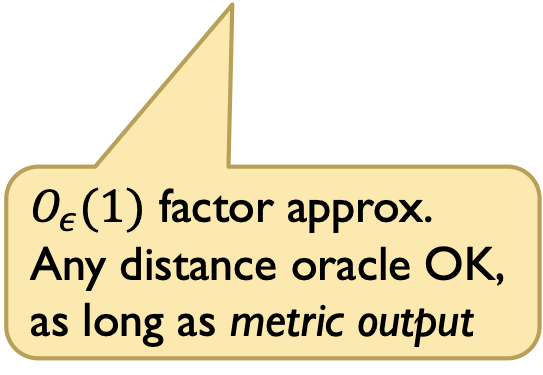 𝑂_𝜖(1) factor approx.
Any distance oracle OK,
as long as metric output